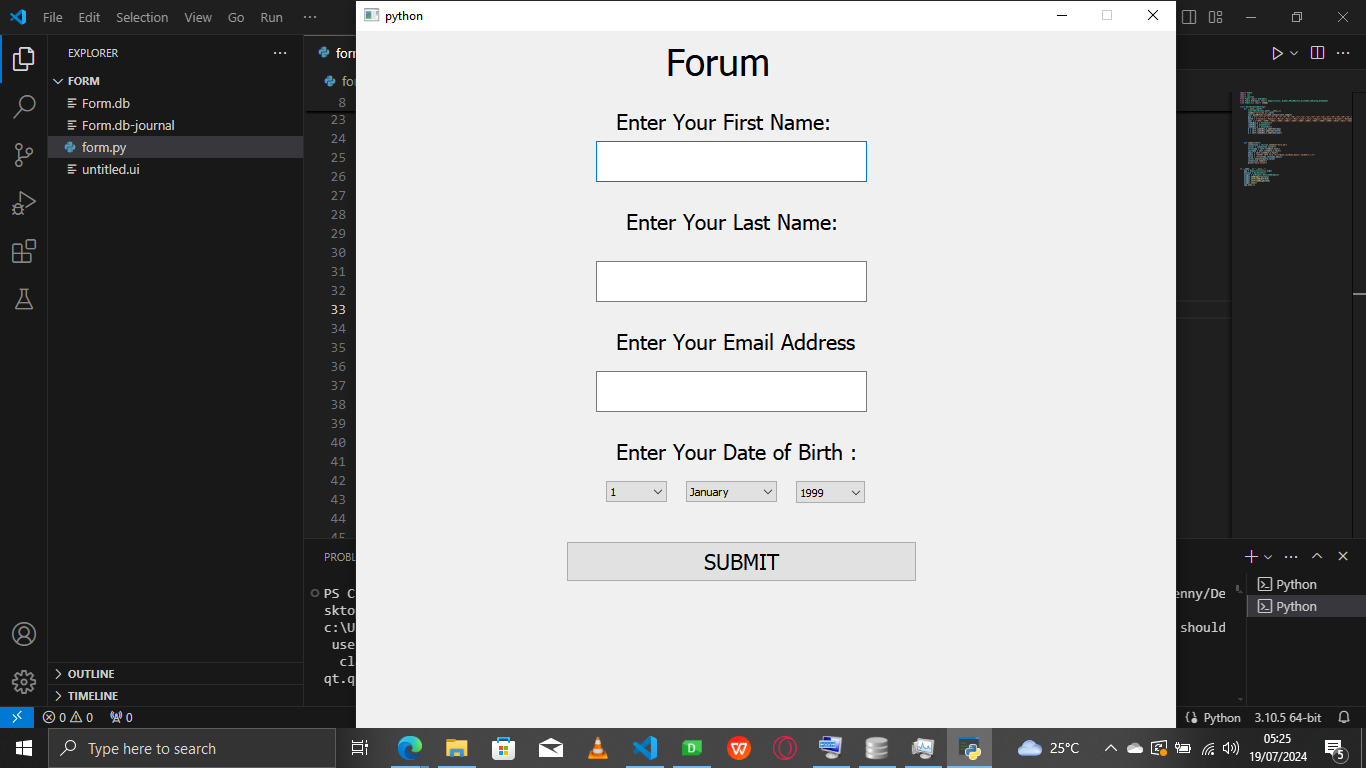 File Edit Selection View Go Run ···
python
EXPLORER
FORM
Form.db
Form.db-journal
form.py
untitled.ui
OUTLINE
TIMELINE
form
fo
8
23
24
25
26
27
28
29
30
31
32
33
34
35
36
37
38
39
40
41
42
43
44
45
Forum
Enter Your First Name:
Enter Your Last Name:
Enter Your Email Address
Enter Your Date of Birth :
1 January 1999
SUBMIT
PROBL
PS C
enny/De
skto
c:\U
should
use
cl
qt.q
Python
Python
0 0 0
Python 3.10.5 64-bit
Type here to search
25°C
05:25
19/07/2024
5